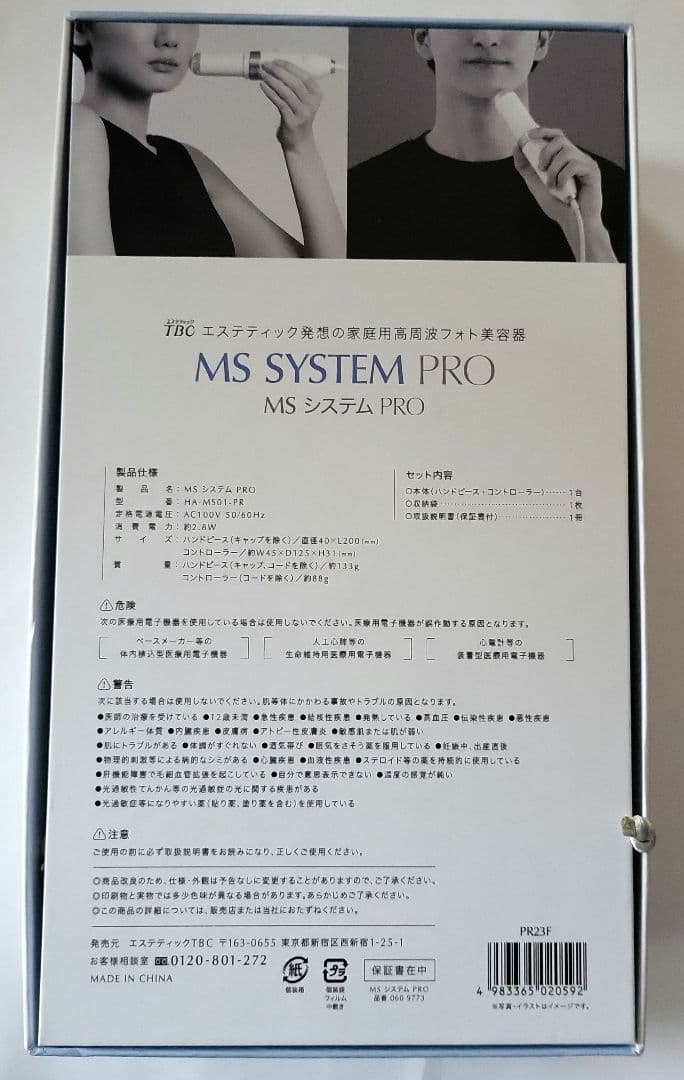 エステティック
TBC エステティック発想の家庭用高周波フォト美容器
MS SYSTEM PRO
MS システム PRO
製品仕様
製品名：MS システム PRO
型番：HA-MS01-PR
定格電源電圧：AC100V 50/60Hz
消費電力：約2.8W
サイズ：ハンドピース（キャップを除く）／直径40×L200(mm)
コントローラー／約W45×D125×H31(mm)
質量：ハンドピース（キャップ、コードを除く）／約133g
コントローラー（コードを除く）／約88g
セット内容
○本体（ハンドピース・コントローラー）……1台
○収納袋……1枚
○取扱説明書（保証書付）……1冊
⚠危険
次の医療用電子機器を使用している場合は使用しないでください。医療用電子機器が誤作動する原因となります。
ペースメーカー等の
体内植込型医療用電子機器
人工心肺等の
生命維持用医療用電子機器
心電計等の
装着型医療用電子機器
⚠警告
次に該当する場合は使用しないでください。肌等体にかかわる事故やトラブルの原因となります。
●医師の治療を受けている ●12歳未満 ●急性疾患 ●結核性疾患 ●発熱している ●高血圧 ●伝染性疾患 ●悪性疾患
●アレルギー体質 ●内臓疾患 ●皮膚病 ●アトピー性皮膚炎 ●敏感肌または肌が弱い
●肌にトラブルがある ●体調がすぐれない ●酒気帯び ●眠気をさそう薬を服用している ●妊娠中、出産直後
●物理的刺激等による病的なシミがある ●心臓疾患 ●血液性疾患 ●ステロイド等の薬を持続的に使用している
●肝機能障害で毛細血管拡張を起こしている ●自分で意思表示できない ●温度の感覚が鈍い
●光過敏性てんかん等の光過敏症の光に関する疾患がある
●光過敏症等になりやすい薬（貼り薬、塗り薬を含む）を使用している
⚠注意
ご使用の前に必ず取扱説明書をお読みになり、正しくご使用ください。
◎商品改良のため、仕様・外観は予告なしに変更することがありますので、ご了承ください。
◎印刷物と実物では多少色味が異なる場合があります。あらかじめご了承ください。
◎この商品の詳細については、販売店または当社におたずねください。
発売元 エステティックTBC 〒163-0655 東京都新宿区西新宿1-25-1
お客様相談室 0120-801-272
MADE IN CHINA
紙
個装箱
プラ
個装袋
フィルム
中敷き
保証書在中
MS システム PRO
品番 060 9773
PR23F
4 983365 020592
※写真・イラストはイメージです。